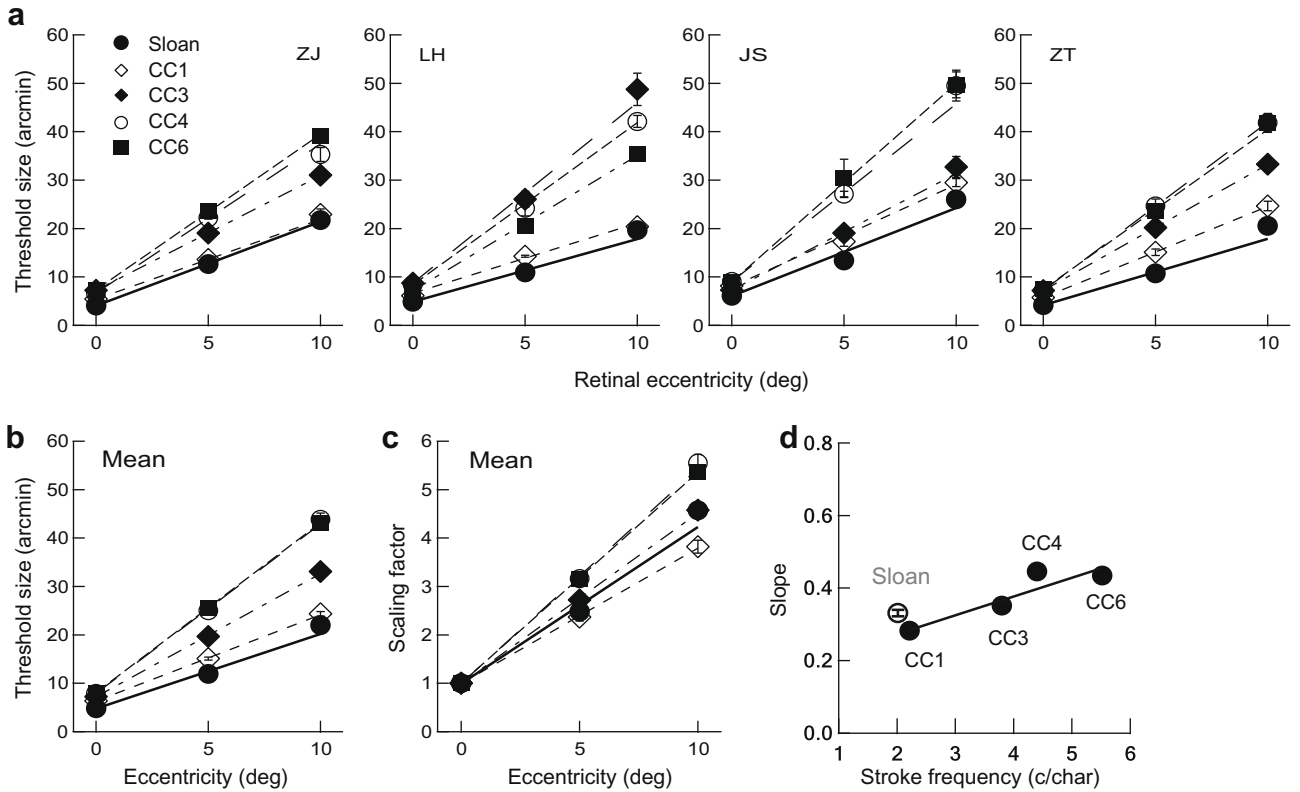 a
Threshold size (arcmin)
60
50
40
30
20
10
0
0 5 10
Sloan
CC1
CC3
CC4
CC6
ZJ
60
50
40
30
20
10
0
0 5 10
LH
60
50
40
30
20
10
0
0 5 10
JS
60
50
40
30
20
10
0
0 5 10
ZT
Retinal eccentricity (deg)
b
Mean
Threshold size (arcmin)
60
50
40
30
20
10
0
0 5 10
Eccentricity (deg)
c
Mean
Scaling factor
6
5
4
3
2
1
0
0 5 10
Eccentricity (deg)
d
Slope
0.8
0.6
0.4
0.2
0.0
Sloan
CC1
CC3
CC4
CC6
1 2 3 4 5 6
Stroke frequency (c/char)